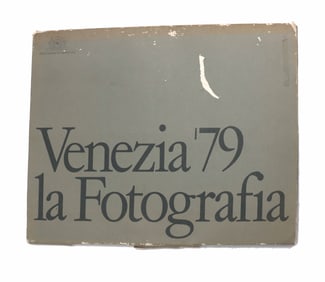 Venezia '79
la Fotografia